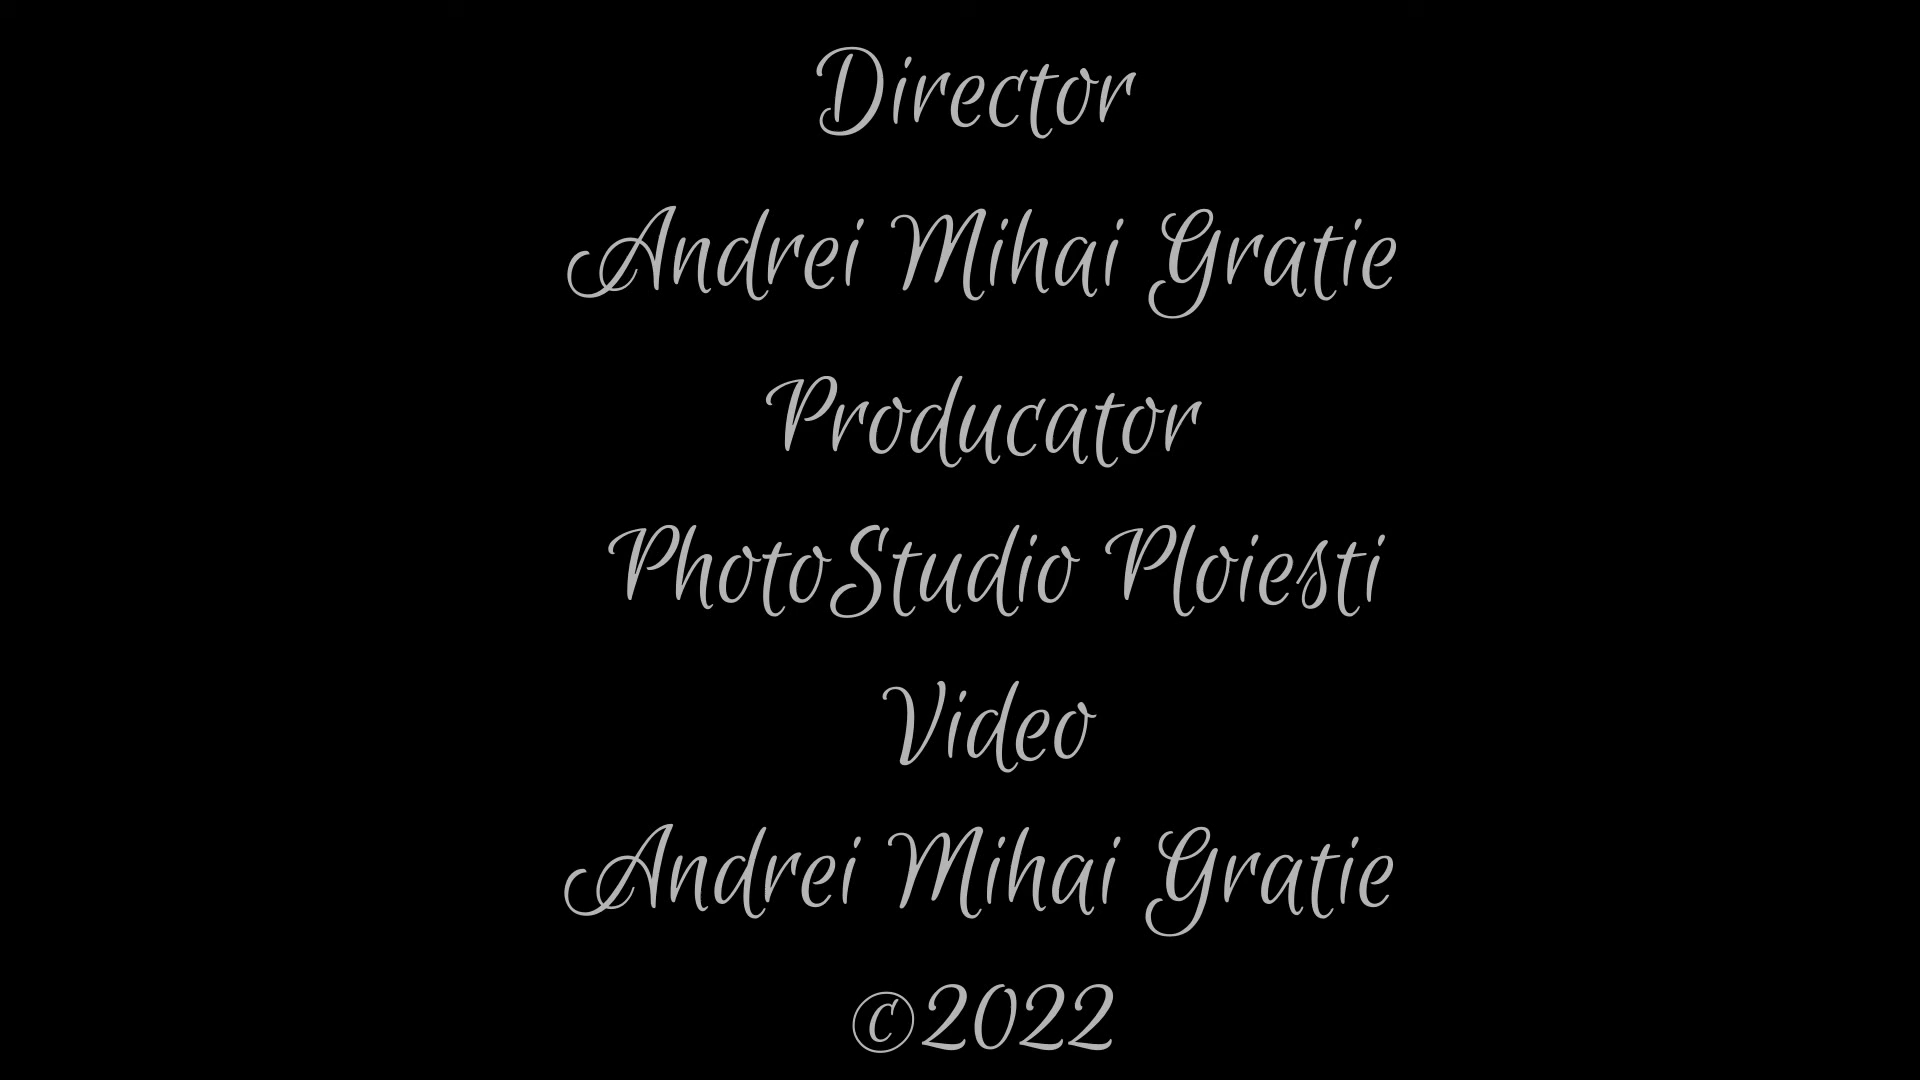 Director
Andrei Mihai Gratie
Producator
PhotoStudio Ploiesti
Video
Andrei Mihai Gratie
©2022